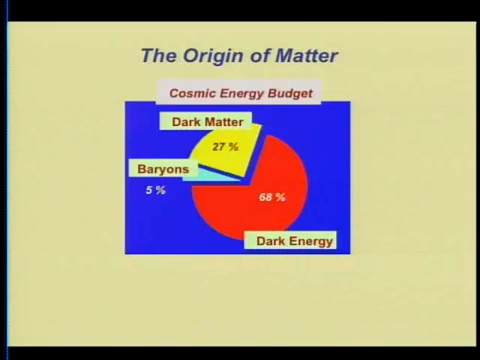 The Origin of Matter
Cosmic Energy Budget
Dark Matter
27 %
Baryons
5 %
68 %
Dark Energy